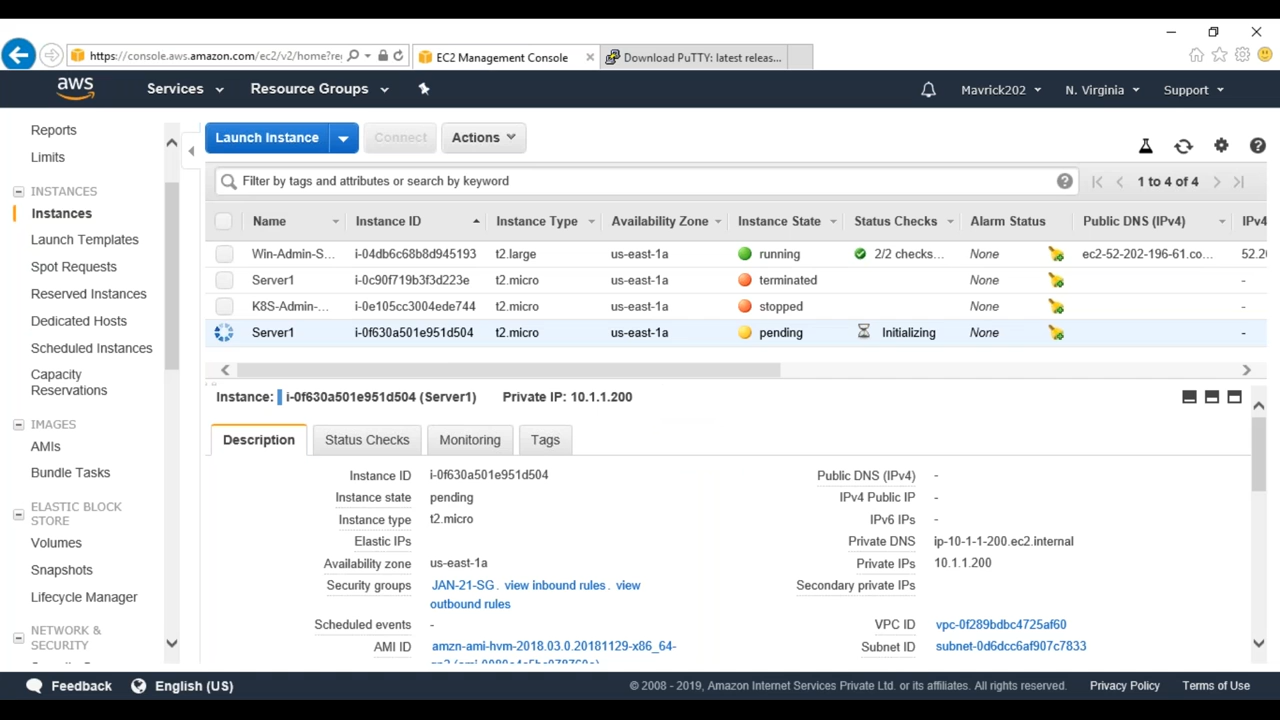 https://console.aws.amazon.com/ec2/v2/home?re
EC2 Management Console
Download PuTTY: latest releas...
aws
Services
Resource Groups
Mavrick202
N. Virginia
Support
Reports
Limits
INSTANCES
Instances
Launch Templates
Spot Requests
Reserved Instances
Dedicated Hosts
Scheduled Instances
Capacity
Reservations
IMAGES
AMIs
Bundle Tasks
ELASTIC BLOCK
STORE
Volumes
Snapshots
Lifecycle Manager
NETWORK &
SECURITY
Launch Instance
Connect
Actions
Filter by tags and attributes or search by keyword
1 to 4 of 4
Name Instance ID Instance Type Availability Zone Instance State Status Checks Alarm Status Public DNS (IPv4) IPv4
Win-Admin-S... i-04db6c68b8d945193 t2.large us-east-1a running 2/2 checks... None ec2-52-202-196-61.co... 52.20
Server1 i-0c90f719b3f3d223e t2.micro us-east-1a terminated None -
K8S-Admin-... i-0e105cc3004ede744 t2.micro us-east-1a stopped None -
Server1 i-0f630a501e951d504 t2.micro us-east-1a pending Initializing None -
Instance: i-0f630a501e951d504 (Server1) Private IP: 10.1.1.200
Description Status Checks Monitoring Tags
Instance ID i-0f630a501e951d504 Public DNS (IPv4) -
Instance state pending IPv4 Public IP -
Instance type t2.micro IPv6 IPs -
Elastic IPs Private DNS ip-10-1-1-200.ec2.internal
Availability zone us-east-1a Private IPs 10.1.1.200
Security groups JAN-21-SG. view inbound rules. view Secondary private IPs
outbound rules
Scheduled events - VPC ID vpc-0f289bdbc4725af60
AMI ID amzn-ami-hvm-2018.03.0.20181129-x86_64- Subnet ID subnet-0d6dcc6af907c7833
Feedback
English (US)
© 2008 - 2019, Amazon Internet Services Private Ltd. or its affiliates. All rights reserved.
Privacy Policy
Terms of Use